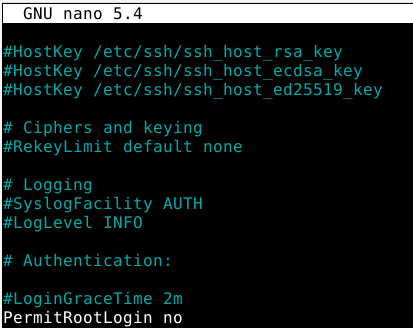 GNU nano 5.4
#HostKey /etc/ssh/ssh_host_rsa_key
#HostKey /etc/ssh/ssh_host_ecdsa_key
#HostKey /etc/ssh/ssh_host_ed25519_key
# Ciphers and keying
#RekeyLimit default none
# Logging
#SyslogFacility AUTH
#LogLevel INFO
# Authentication:
#LoginGraceTime 2m
PermitRootLogin no